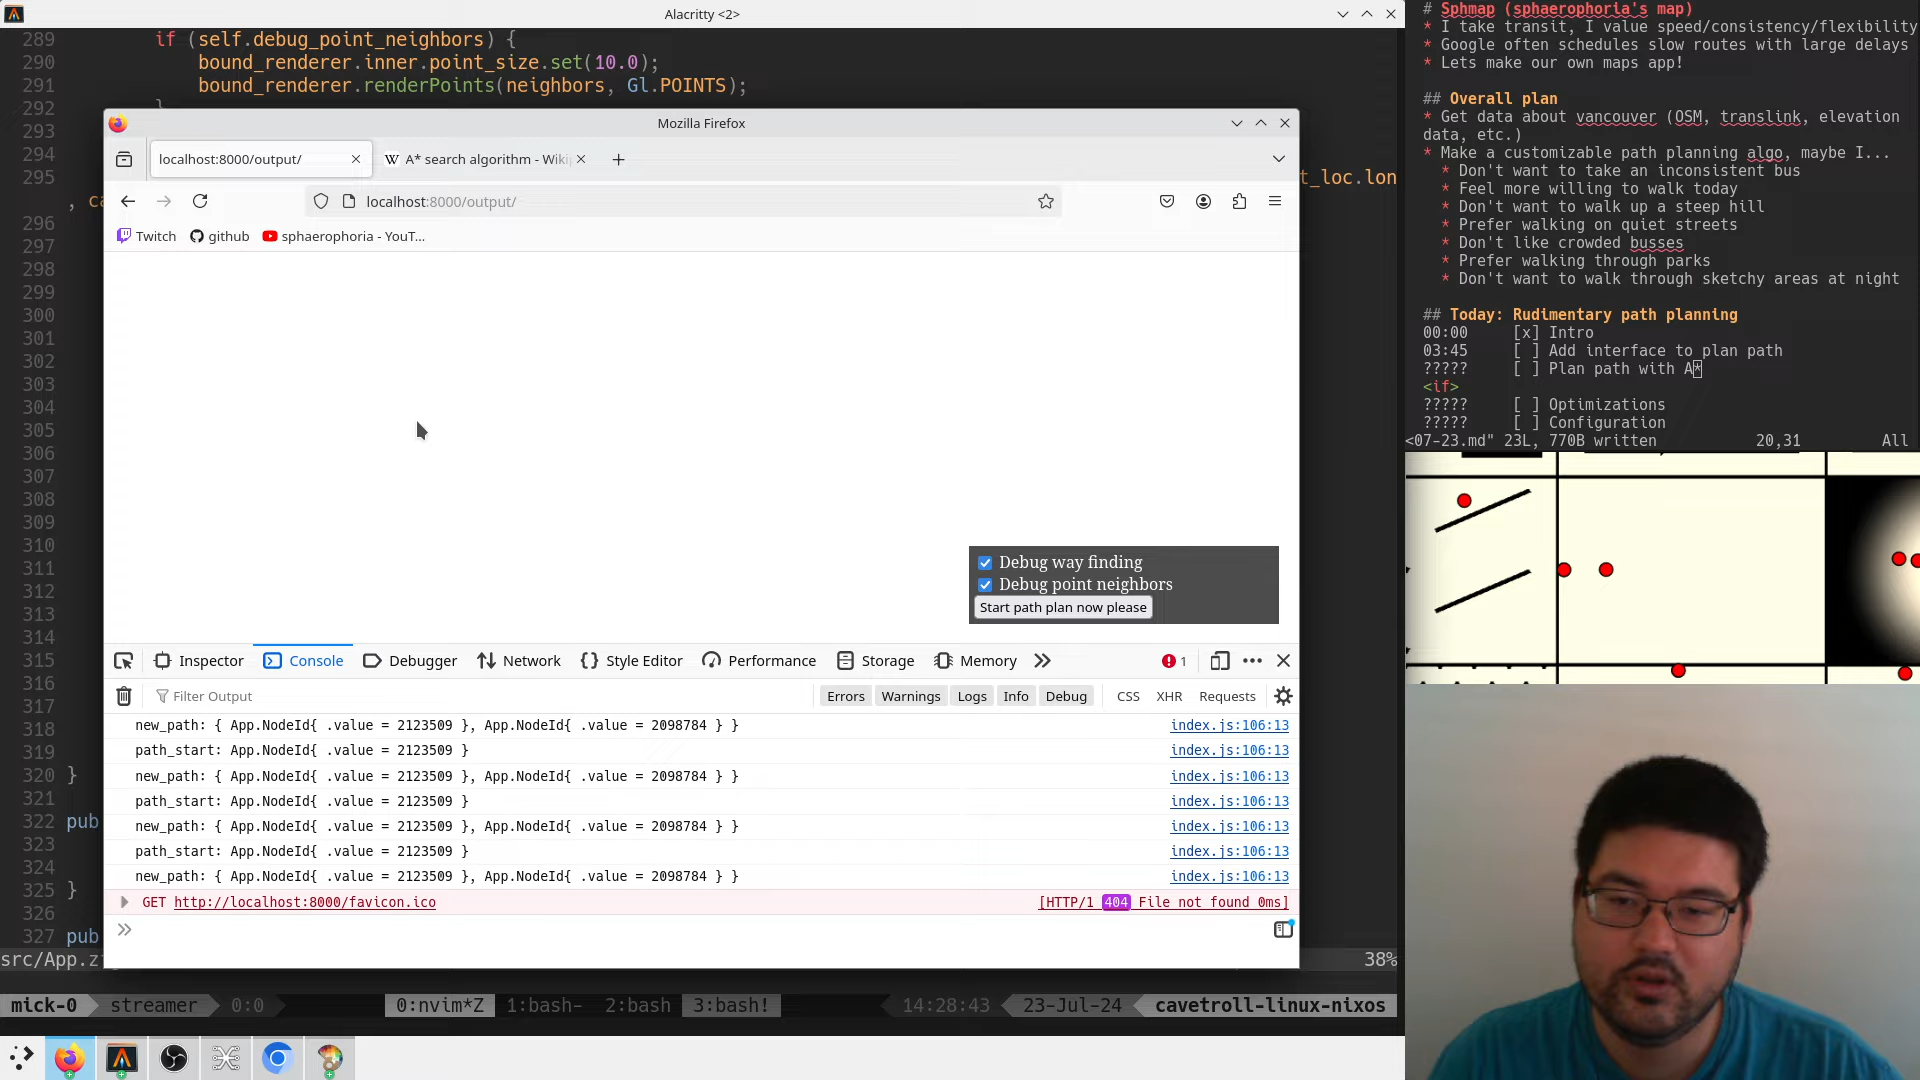 Alacritty <2>
289 if (self.debug_point_neighbors) {
290 bound_renderer.inner.point_size.set(10.0);
291 bound_renderer.renderPoints(neighbors, Gl.POINTS);
292 }
293
294
295 t_loc.lon
, ca
296
297
298
299
300
301
302
303
304
305
306
307
308
309
310
311
312
313
314
315
316
317
318
319
320 }
321
322 pub
323
324
325 }
326
327 pub
src/App.z 38%
mick-0 streamer 0:0 0:nvim*Z 1:bash- 2:bash 3:bash! 14:28:43 23-Jul-24 cavetroll-linux-nixos
Mozilla Firefox
localhost:8000/output/ A* search algorithm - Wiki
localhost:8000/output/
Twitch github sphaerophoria - YouT...
Debug way finding
Debug point neighbors
Start path plan now please
Inspector Console Debugger Network Style Editor Performance Storage Memory 1
Filter Output Errors Warnings Logs Info Debug CSS XHR Requests
new_path: { App.NodeId{ .value = 2123509 }, App.NodeId{ .value = 2098784 } } index.js:106:13
path_start: App.NodeId{ .value = 2123509 } index.js:106:13
new_path: { App.NodeId{ .value = 2123509 }, App.NodeId{ .value = 2098784 } } index.js:106:13
path_start: App.NodeId{ .value = 2123509 } index.js:106:13
new_path: { App.NodeId{ .value = 2123509 }, App.NodeId{ .value = 2098784 } } index.js:106:13
path_start: App.NodeId{ .value = 2123509 } index.js:106:13
new_path: { App.NodeId{ .value = 2123509 }, App.NodeId{ .value = 2098784 } } index.js:106:13
GET http://localhost:8000/favicon.ico [HTTP/1 404 File not found 0ms]
# Sphmap (sphaerophoria's map)
* I take transit, I value speed/consistency/flexibility
* Google often schedules slow routes with large delays
* Lets make our own maps app!
## Overall plan
* Get data about vancouver (OSM, translink, elevation
data, etc.)
* Make a customizable path planning algo, maybe I...
* Don't want to take an inconsistent bus
* Feel more willing to walk today
* Don't want to walk up a steep hill
* Prefer walking on quiet streets
* Don't like crowded busses
* Prefer walking through parks
* Don't want to walk through sketchy areas at night
## Today: Rudimentary path planning
00:00 [x] Intro
03:45 [ ] Add interface to plan path
????? [ ] Plan path with A*
<if>
????? [ ] Optimizations
????? [ ] Configuration
<07-23.md" 23L, 770B written 20,31 All